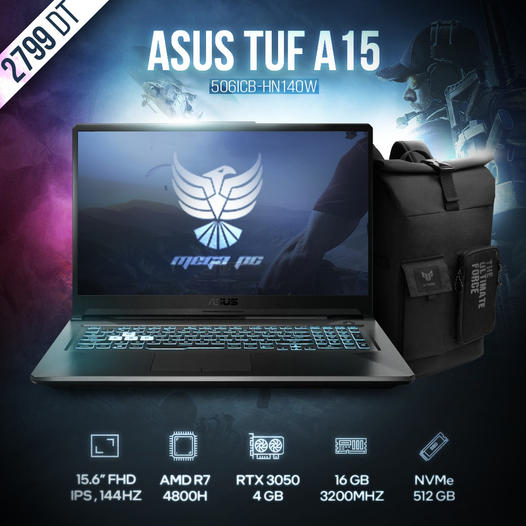 2799 DT
ASUS TUF A15
506ICB-HN140W
mega pc
ASUS
THE
ULTIMATE
FORCE
15.6” FHD
IPS , 144HZ
AMD R7
4800H
RTX 3050
4 GB
16 GB
3200MHZ
NVMe
512 GB